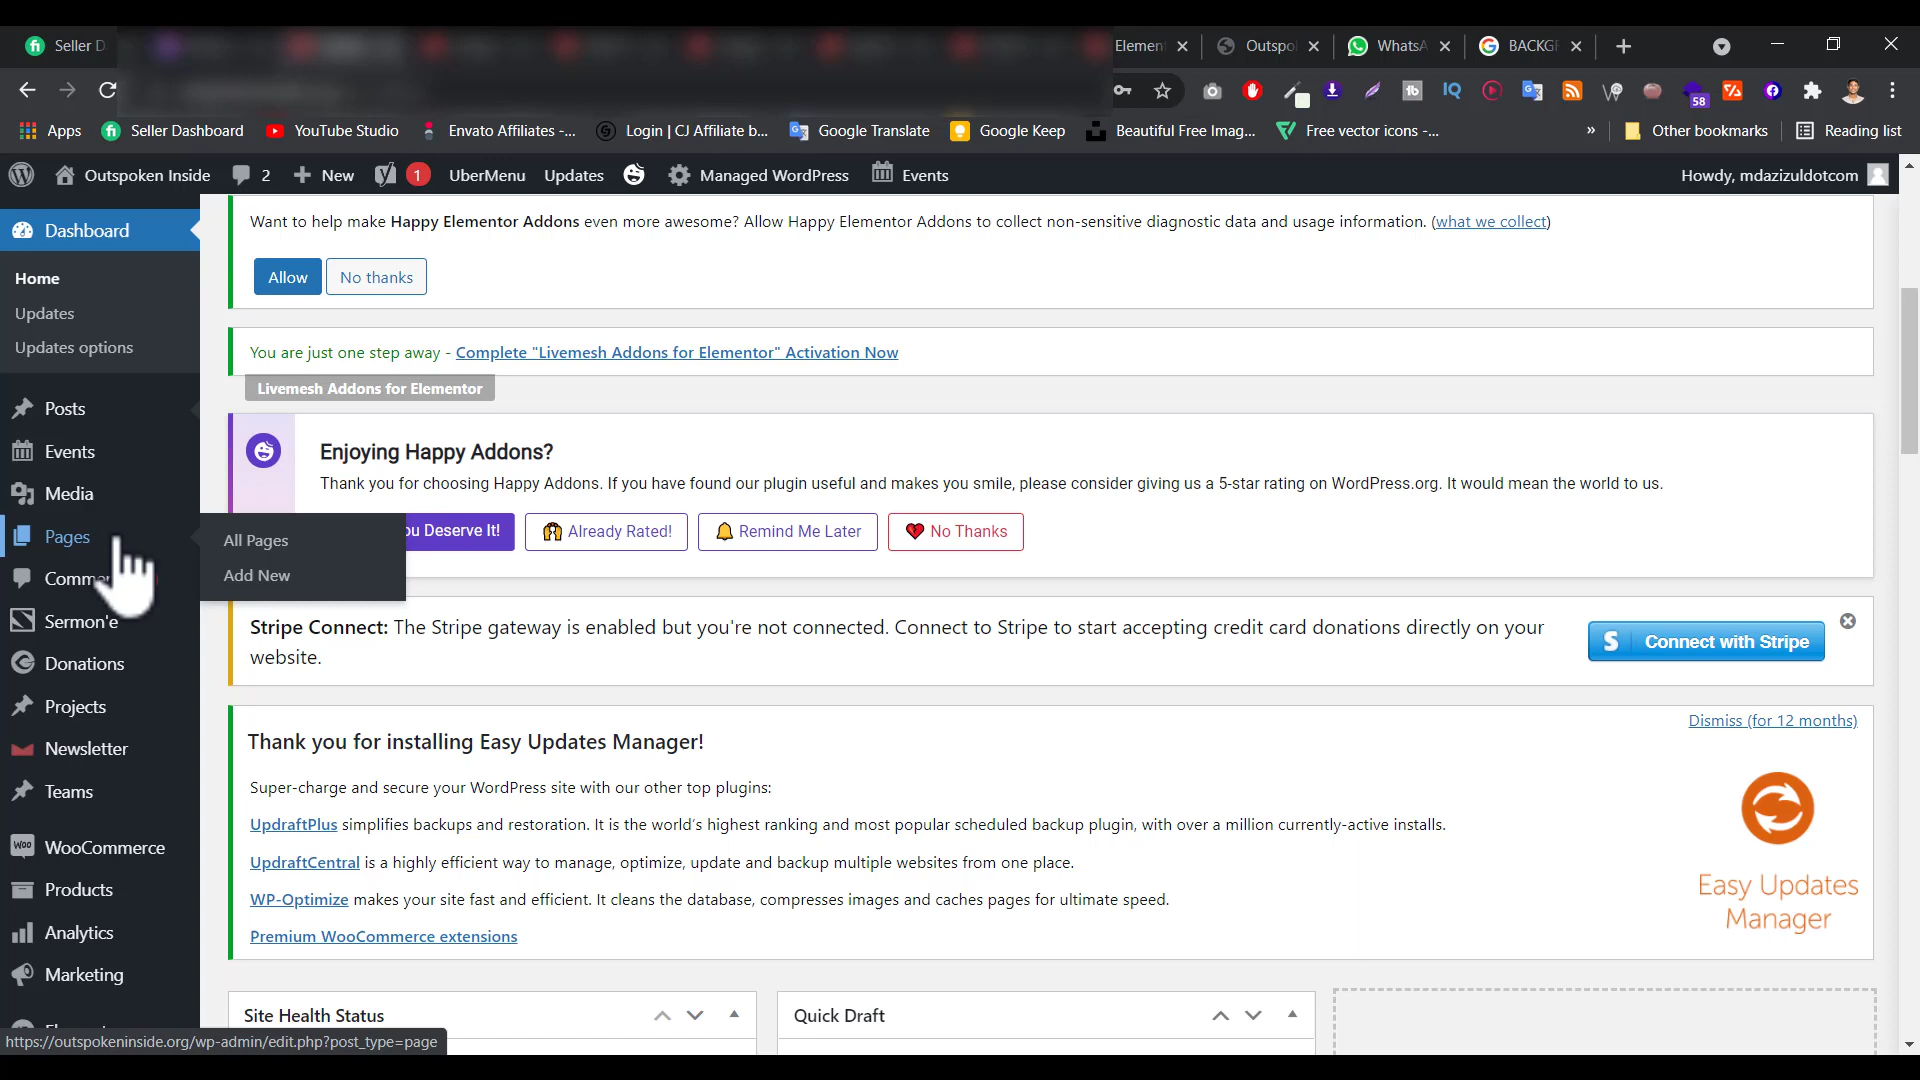 Seller D
Element
Outspo
WhatsA
BACKGR
58
Apps
Seller Dashboard
YouTube Studio
Envato Affiliates -...
Login | CJ Affiliate b...
Google Translate
Google Keep
Beautiful Free Imag...
Free vector icons -...
»
Other bookmarks
Reading list
Outspoken Inside
2
New
1
UberMenu
Updates
Managed WordPress
Events
Howdy, mdazizuldotcom
Dashboard
Home
Updates
Updates options
Posts
Events
Media
Pages
Comme
Sermon'e
Donations
Projects
Newsletter
Teams
WooCommerce
Products
Analytics
Marketing
All Pages
Add New
Want to help make Happy Elementor Addons even more awesome? Allow Happy Elementor Addons to collect non-sensitive diagnostic data and usage information. (what we collect)
Allow
No thanks
You are just one step away - Complete "Livemesh Addons for Elementor" Activation Now
Livemesh Addons for Elementor
Enjoying Happy Addons?
Thank you for choosing Happy Addons. If you have found our plugin useful and makes you smile, please consider giving us a 5-star rating on WordPress.org. It would mean the world to us.
ou Deserve It!
Already Rated!
Remind Me Later
No Thanks
Stripe Connect: The Stripe gateway is enabled but you're not connected. Connect to Stripe to start accepting credit card donations directly on your
website.
S Connect with Stripe
Thank you for installing Easy Updates Manager!
Dismiss (for 12 months)
Super-charge and secure your WordPress site with our other top plugins:
UpdraftPlus simplifies backups and restoration. It is the world's highest ranking and most popular scheduled backup plugin, with over a million currently-active installs.
UpdraftCentral is a highly efficient way to manage, optimize, update and backup multiple websites from one place.
WP-Optimize makes your site fast and efficient. It cleans the database, compresses images and caches pages for ultimate speed.
Premium WooCommerce extensions
Easy Updates
Manager
Site Health Status
Quick Draft
https://outspokeninside.org/wp-admin/edit.php?post_type=page